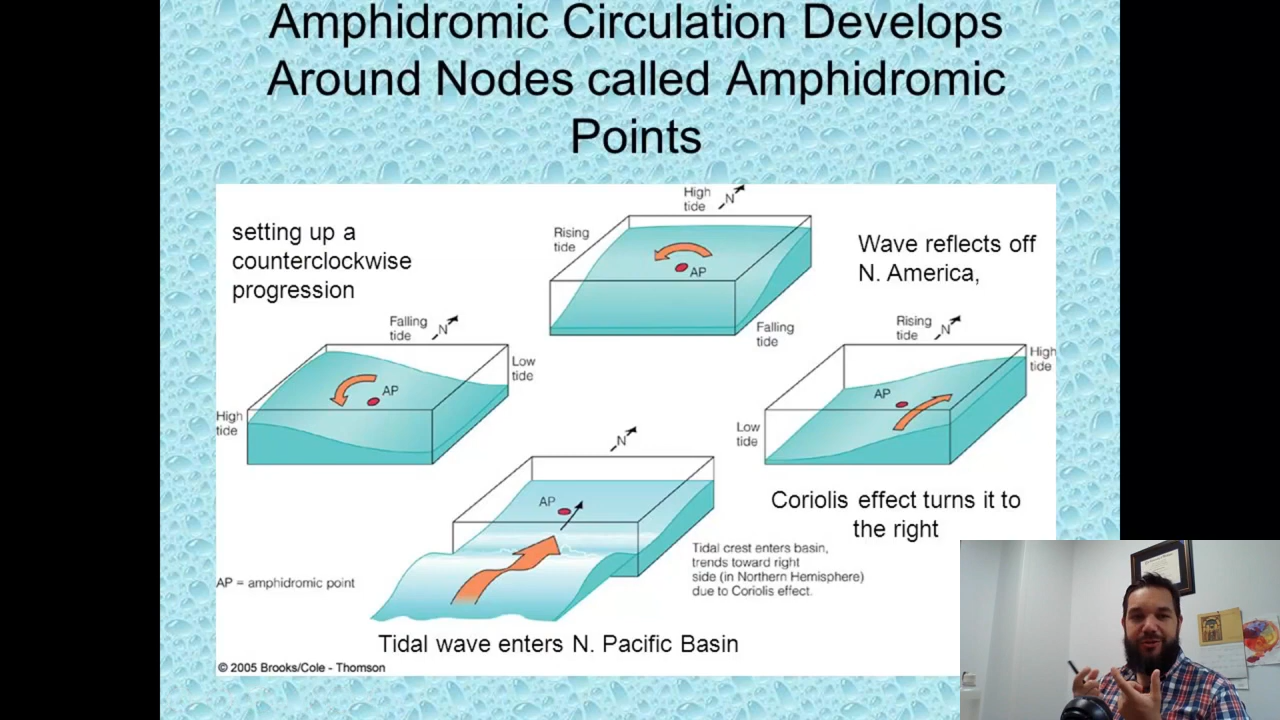 Amphidromic Circulation Develops
Around Nodes called Amphidromic
Points
setting up a
counterclockwise
progression
High
tide
N
Rising
tide
AP
Falling
tide
Wave reflects off
N. America,
Falling
tide
N
Low
tide
AP
High
tide
Rising
tide
N
High
tide
AP
Low
tide
Coriolis effect turns it to
the right
N
AP
Tidal crest enters basin,
trends toward right
side (in Northern Hemisphere)
due to Coriolis effect.
AP = amphidromic point
Tidal wave enters N. Pacific Basin
© 2005 Brooks/Cole - Thomson